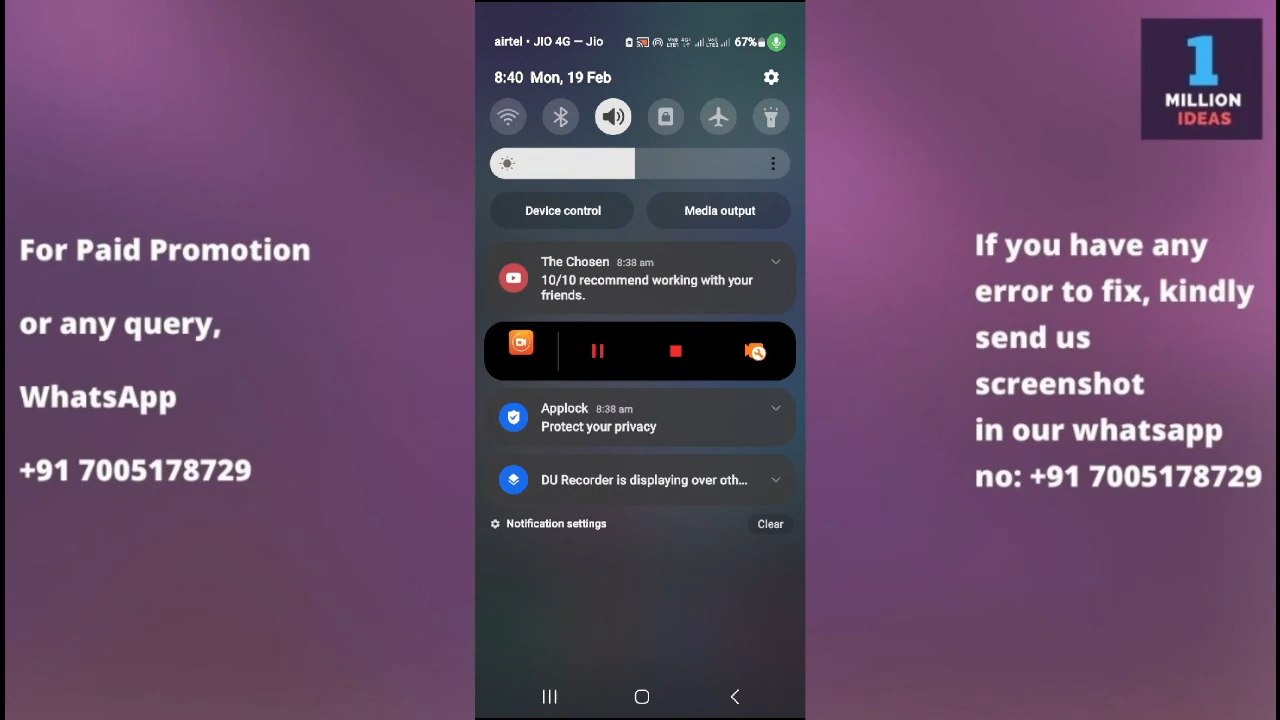 For Paid Promotion
or any query,
WhatsApp
+91 7005178729
airtel • JIO 4G — Jio
67%
8:40 Mon, 19 Feb
Device control
Media output
The Chosen 8:38 am
10/10 recommend working with your
friends.
Applock 8:38 am
Protect your privacy
DU Recorder is displaying over oth...
Notification settings
Clear
1
MILLION
IDEAS
If you have any
error to fix, kindly
send us
screenshot
in our whatsapp
no: +91 7005178729